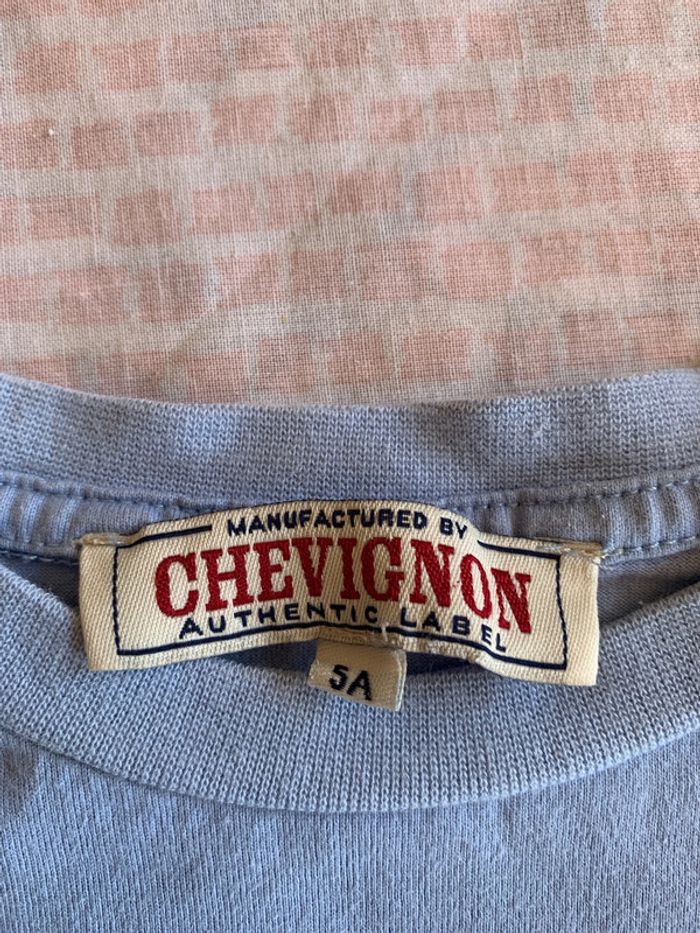 MANUFACTURED BY
CHEVIGNON
AUTHENTIC LABEL
5A